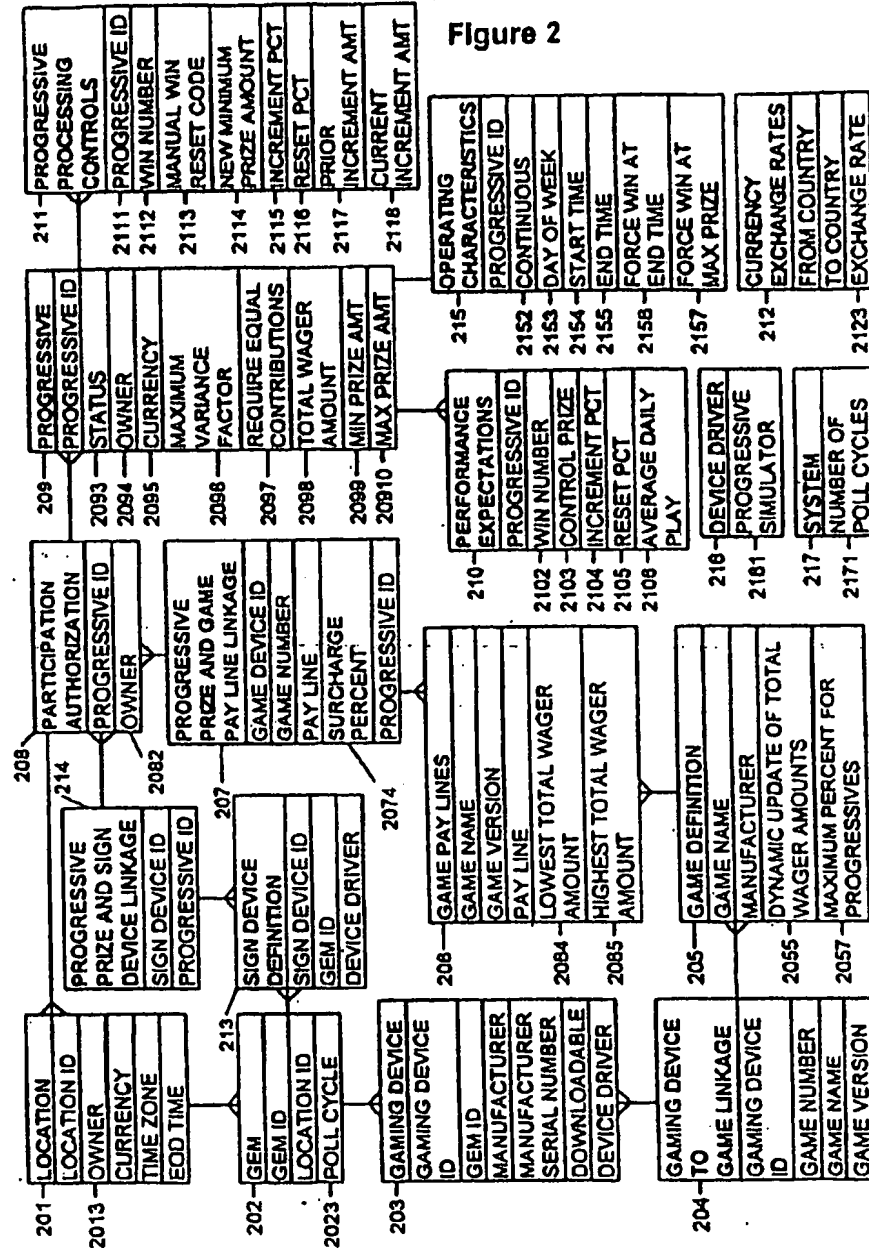 Figure 2
201
LOCATION
LOCATION ID
OWNER
2013
CURRENCY
TIME ZONE
EOD TIME
202
GEM
GEM ID
LOCATION ID
POLL CYCLE
2023
203
GAMING DEVICE
GAMING DEVICE
ID
GEM ID
MANUFACTURER
MANUFACTURER
SERIAL NUMBER
DOWNLOADABLE
DEVICE DRIVER
204
GAMING DEVICE
TO
GAME LINKAGE
GAMING DEVICE
ID
GAME NUMBER
GAME NAME
GAME VERSION
214
PROGRESSIVE
PRIZE AND SIGN
DEVICE LINKAGE
SIGN DEVICE ID
PROGRESSIVE ID
213
SIGN DEVICE
DEFINITION
SIGN DEVICE ID
GEM ID
DEVICE DRIVER
208
PARTICIPATION
AUTHORIZATION
PROGRESSIVE ID
OWNER
2082
207
PROGRESSIVE
PRIZE AND GAME
PAY LINE LINKAGE
GAME DEVICE ID
GAME NUMBER
PAY LINE
SURCHARGE
PERCENT
2074
PROGRESSIVE ID
206
GAME PAY LINES
GAME NAME
GAME VERSION
PAY LINE
LOWEST TOTAL WAGER
AMOUNT
2084
HIGHEST TOTAL WAGER
AMOUNT
2085
205
GAME DEFINITION
GAME NAME
MANUFACTURER
DYNAMIC UPDATE OF TOTAL
WAGER AMOUNTS
2055
MAXIMUM PERCENT FOR
PROGRESSIVES
2057
209
PROGRESSIVE
PROGRESSIVE ID
STATUS
2093
OWNER
2094
CURRENCY
2095
MAXIMUM
VARIANCE
FACTOR
2096
REQUIRE EQUAL
CONTRIBUTIONS
2097
TOTAL WAGER
AMOUNT
2098
MIN PRIZE AMT
2099
MAX PRIZE AMT
20910
210
PERFORMANCE
EXPECTATIONS
PROGRESSIVE ID
WIN NUMBER
2102
CONTROL PRIZE
2103
INCREMENT PCT
2104
RESET PCT
2105
AVERAGE DAILY
PLAY
2106
216
DEVICE DRIVER
PROGRESSIVE
SIMULATOR
2161
217
SYSTEM
NUMBER OF
POLL CYCLES
2171
211
PROGRESSIVE
PROCESSING
CONTROLS
PROGRESSIVE ID
2111
WIN NUMBER
2112
MANUAL WIN
RESET CODE
2113
NEW MINIMUM
PRIZE AMOUNT
2114
INCREMENT PCT
2115
RESET PCT
2116
PRIOR
INCREMENT AMT
2117
CURRENT
INCREMENT AMT
2118
215
OPERATING
CHARACTERISTICS
PROGRESSIVE ID
CONTINUOUS
2152
DAY OF WEEK
2153
START TIME
2154
END TIME
2155
FORCE WIN AT
END TIME
2158
FORCE WIN AT
MAX PRIZE
2157
212
CURRENCY
EXCHANGE RATES
FROM COUNTRY
TO COUNTRY
EXCHANGE RATE
2123